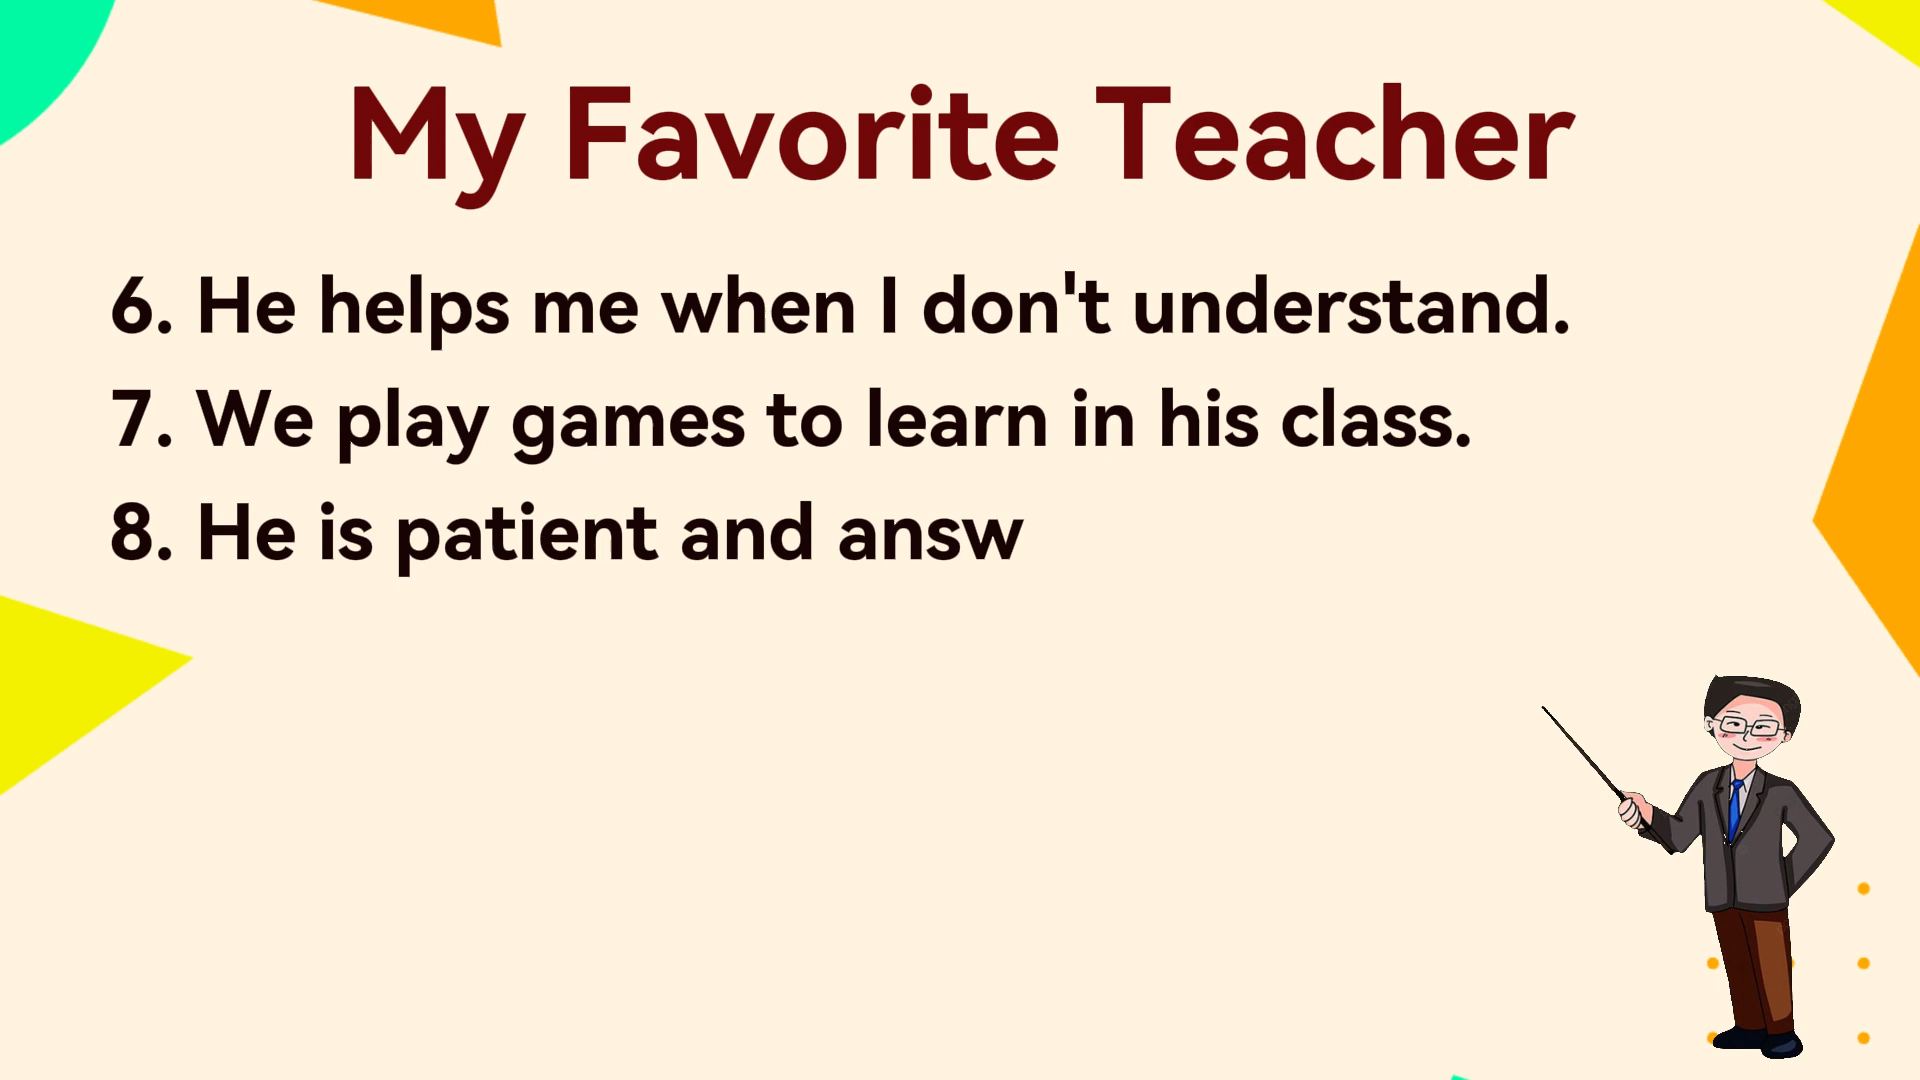 My Favorite Teacher
6. He helps me when I don't understand.
7. We play games to learn in his class.
8. He is patient and answ